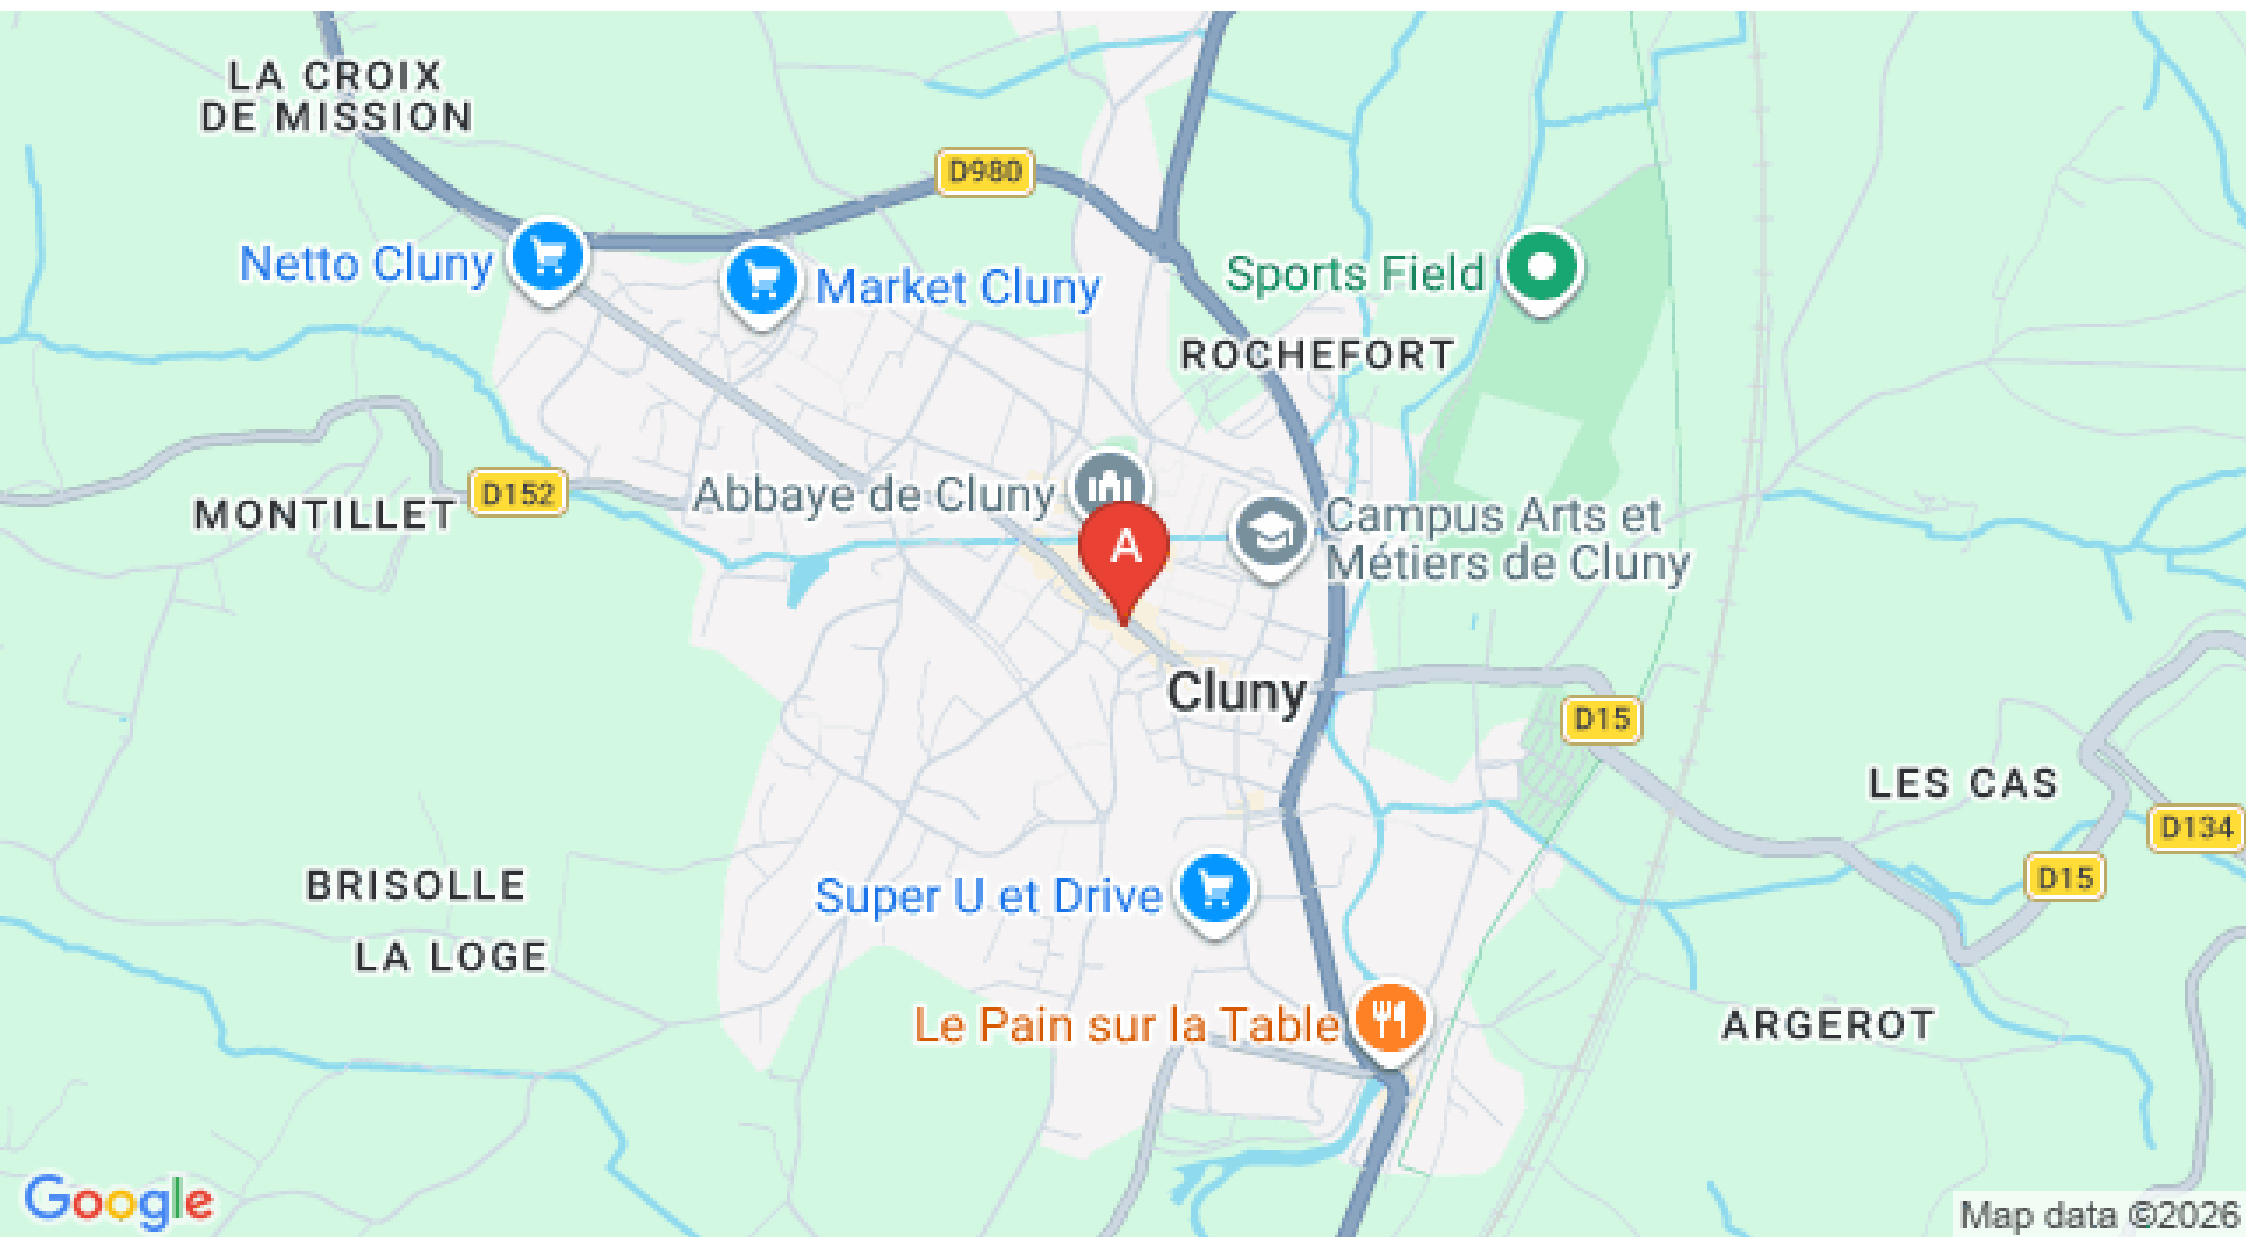 LA CROIX
DE MISSION
D980
Netto Cluny
Market Cluny
Sports Field
ROCHEFORT
Abbaye de Cluny
D152
MONTILLET
A
Campus Arts et
Métiers de Cluny
Cluny
D15
LES CAS
D134
D15
BRISOLLE
LA LOGE
Super U et Drive
Le Pain sur la Table
ARGEROT
Google
Map data ©2026